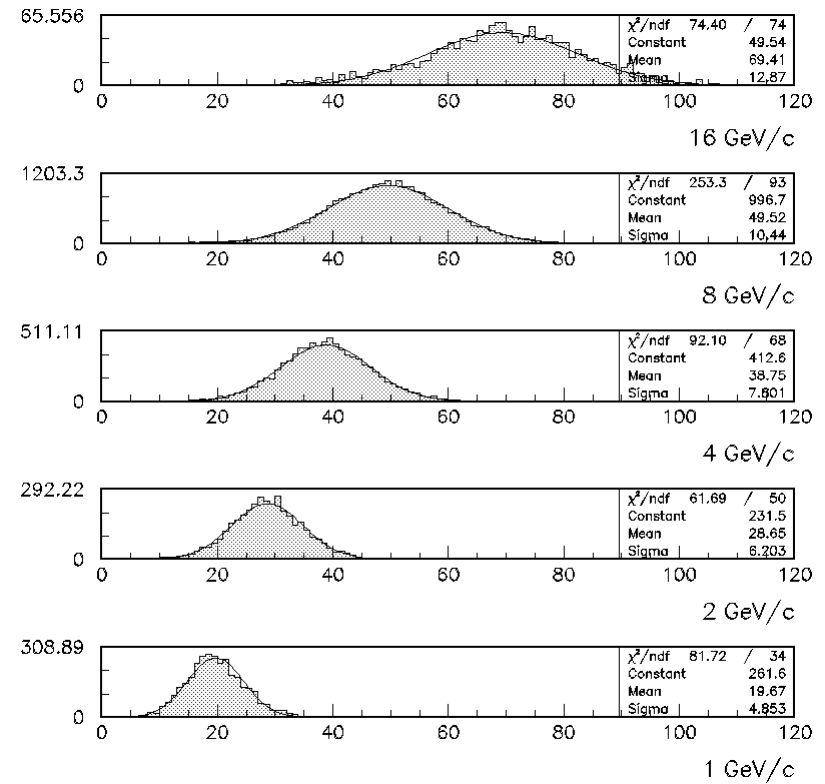 65.556
χ²/ndf 74.40 / 74
Constant 49.54
Mean 69.41
Sigma 12.87
0
0 20 40 60 80 100 120
16 GeV/c
1203.3
χ²/ndf 253.3 / 93
Constant 996.7
Mean 49.52
Sigma 10.44
0
0 20 40 60 80 100 120
8 GeV/c
511.11
χ²/ndf 92.10 / 68
Constant 412.6
Mean 38.75
Sigma 7.801
0
0 20 40 60 80 100 120
4 GeV/c
292.22
χ²/ndf 61.69 / 50
Constant 231.5
Mean 28.65
Sigma 6.203
0
0 20 40 60 80 100 120
2 GeV/c
308.89
χ²/ndf 81.72 / 34
Constant 261.6
Mean 19.67
Sigma 4.853
0
0 20 40 60 80 100 120
1 GeV/c